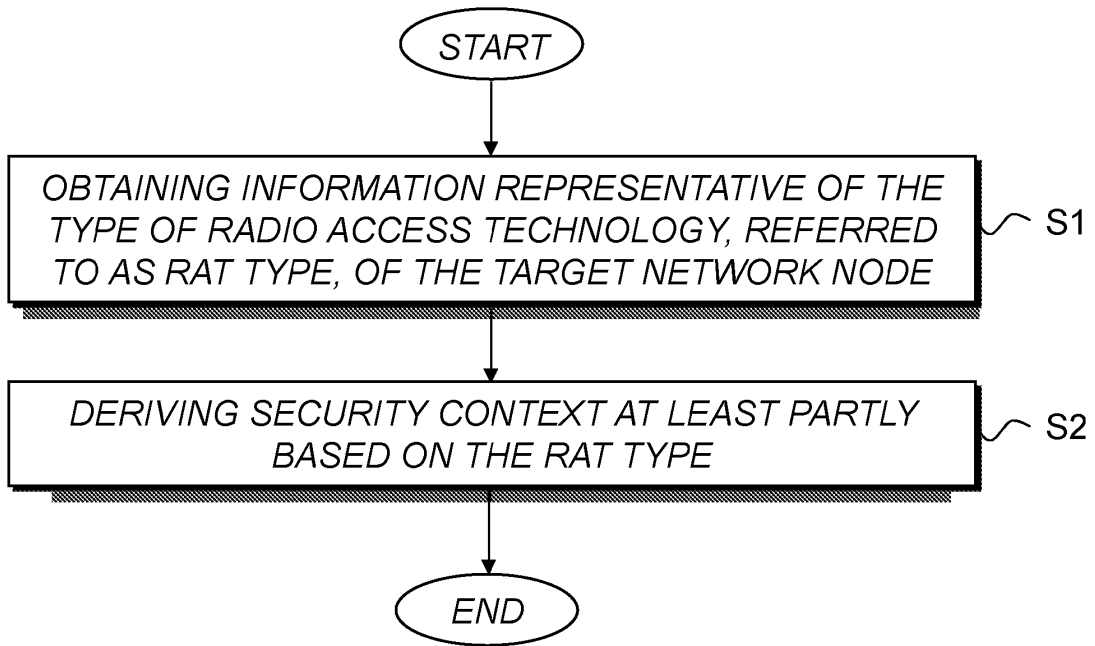 START
OBTAINING INFORMATION REPRESENTATIVE OF THE
TYPE OF RADIO ACCESS TECHNOLOGY, REFERRED
TO AS RAT TYPE, OF THE TARGET NETWORK NODE
S1
DERIVING SECURITY CONTEXT AT LEAST PARTLY
BASED ON THE RAT TYPE
S2
END